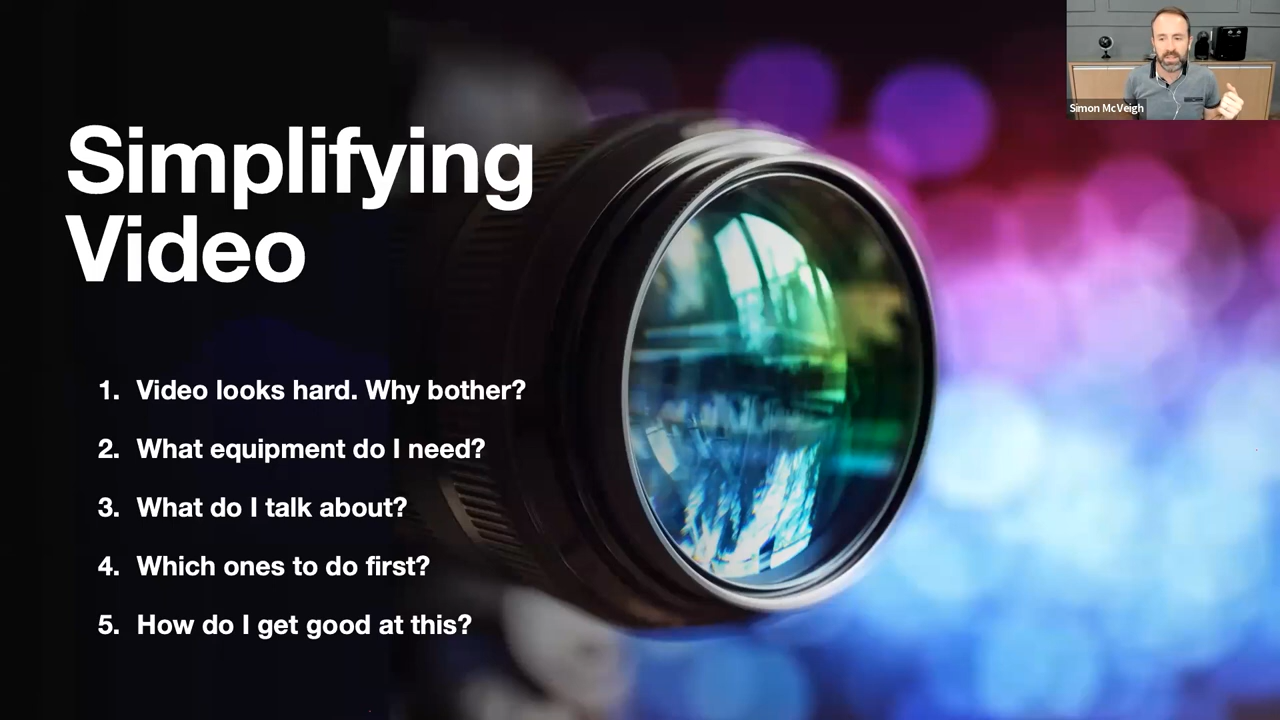 Simplifying
Video
1. Video looks hard. Why bother?
2. What equipment do I need?
3. What do I talk about?
4. Which ones to do first?
5. How do I get good at this?
Simon McVeigh